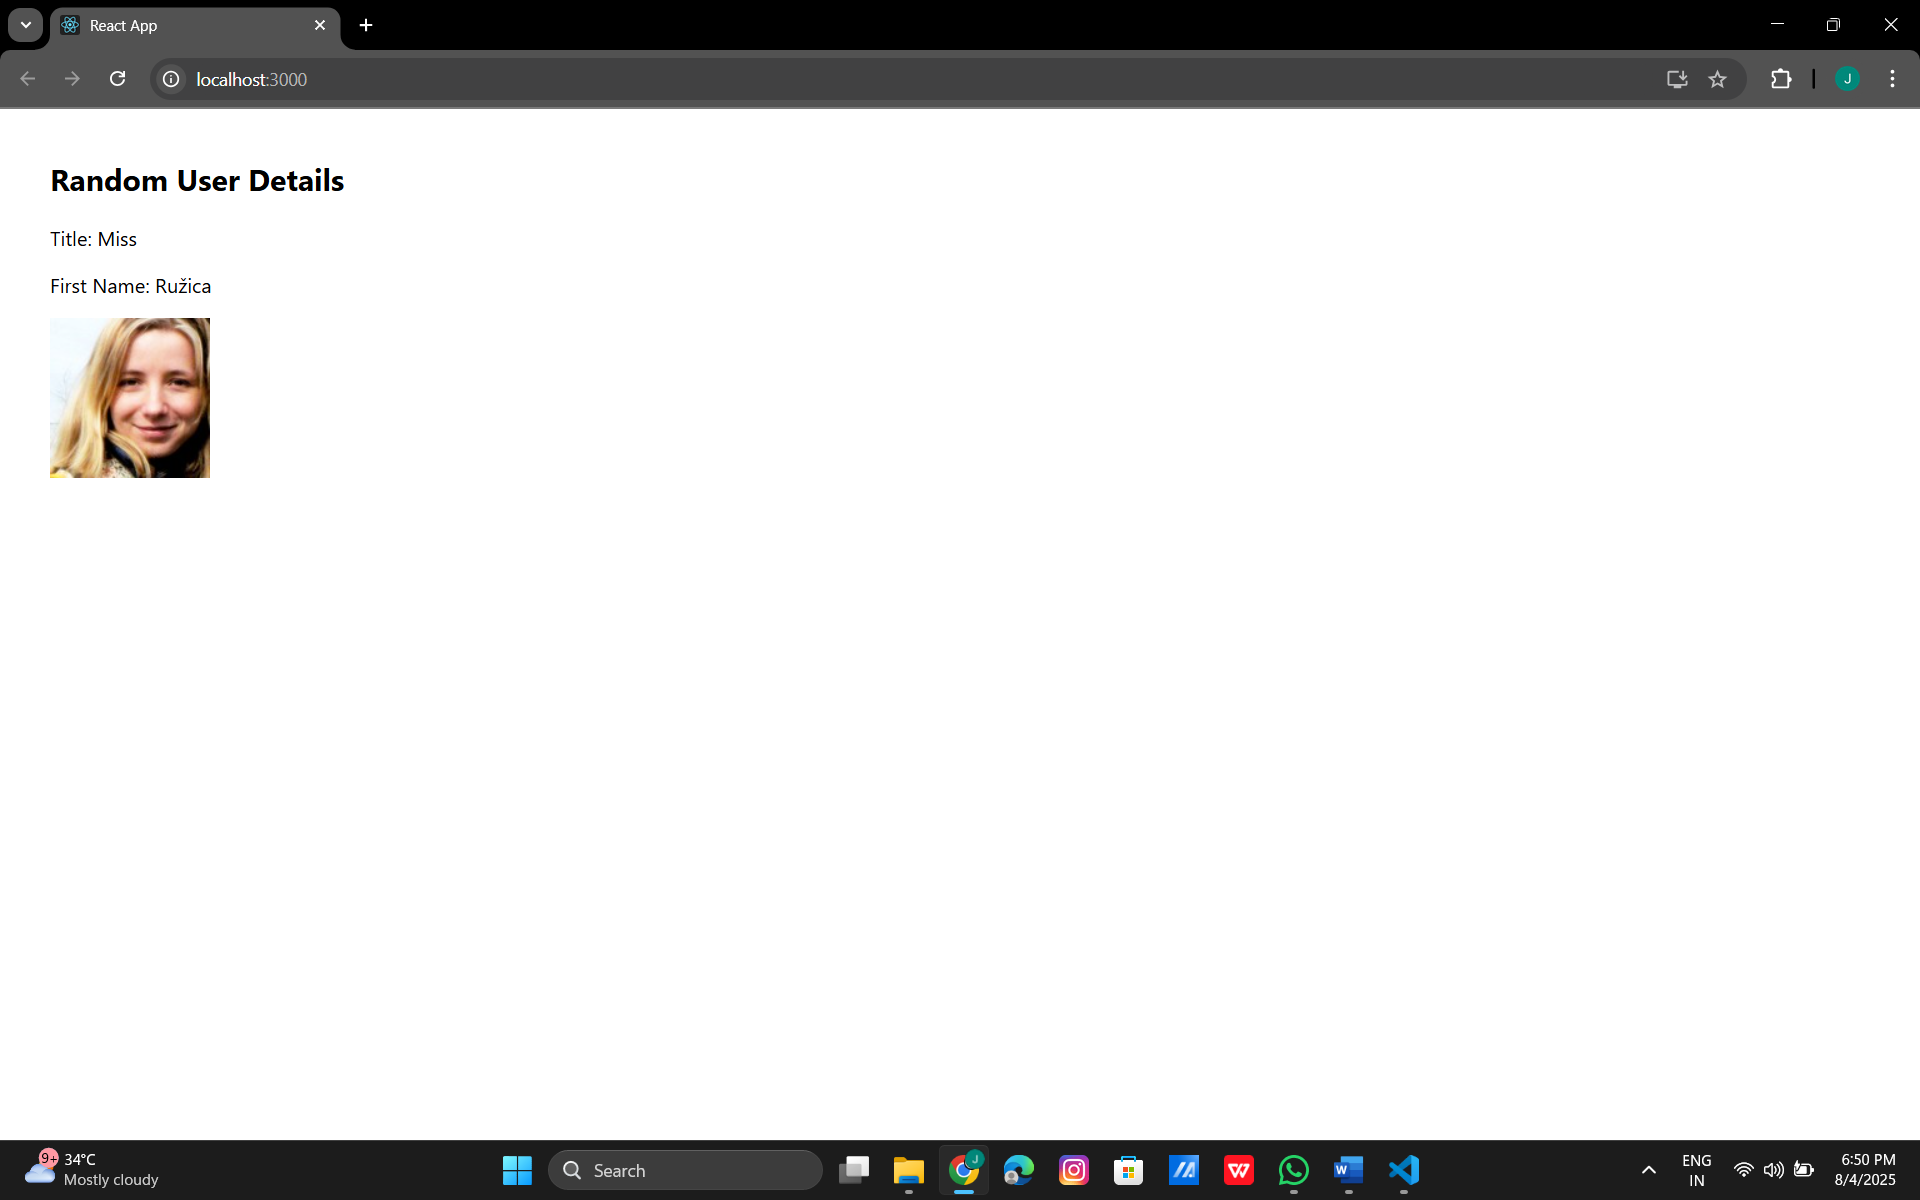 React App
localhost:3000
J
Random User Details
Title: Miss
First Name: Ružica
9+
34°C
Mostly cloudy
Search
J
W
W
ENG
IN
6:50 PM
8/4/2025